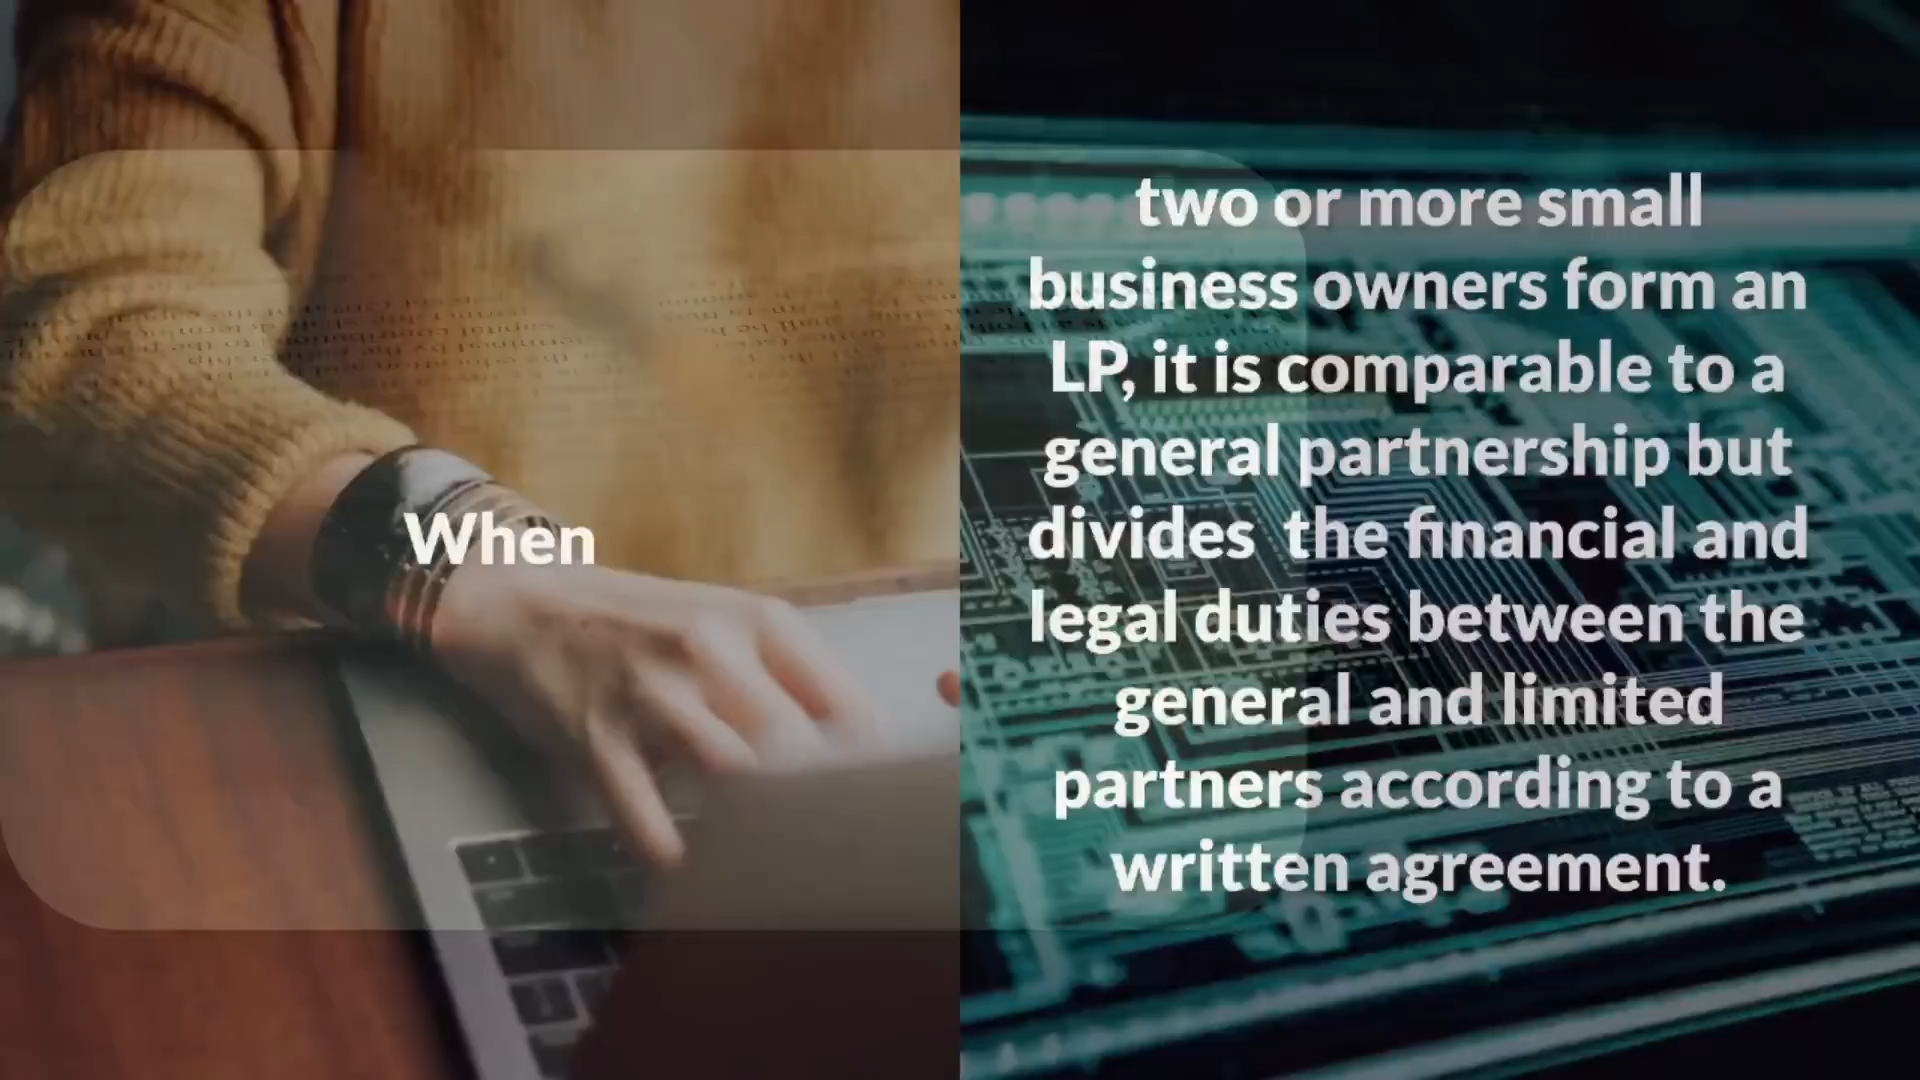 When
two or more small
business owners form an
LP, it is comparable to a
general partnership but
divides  the financial and
legal duties between the
general and limited
partners according to a
written agreement.